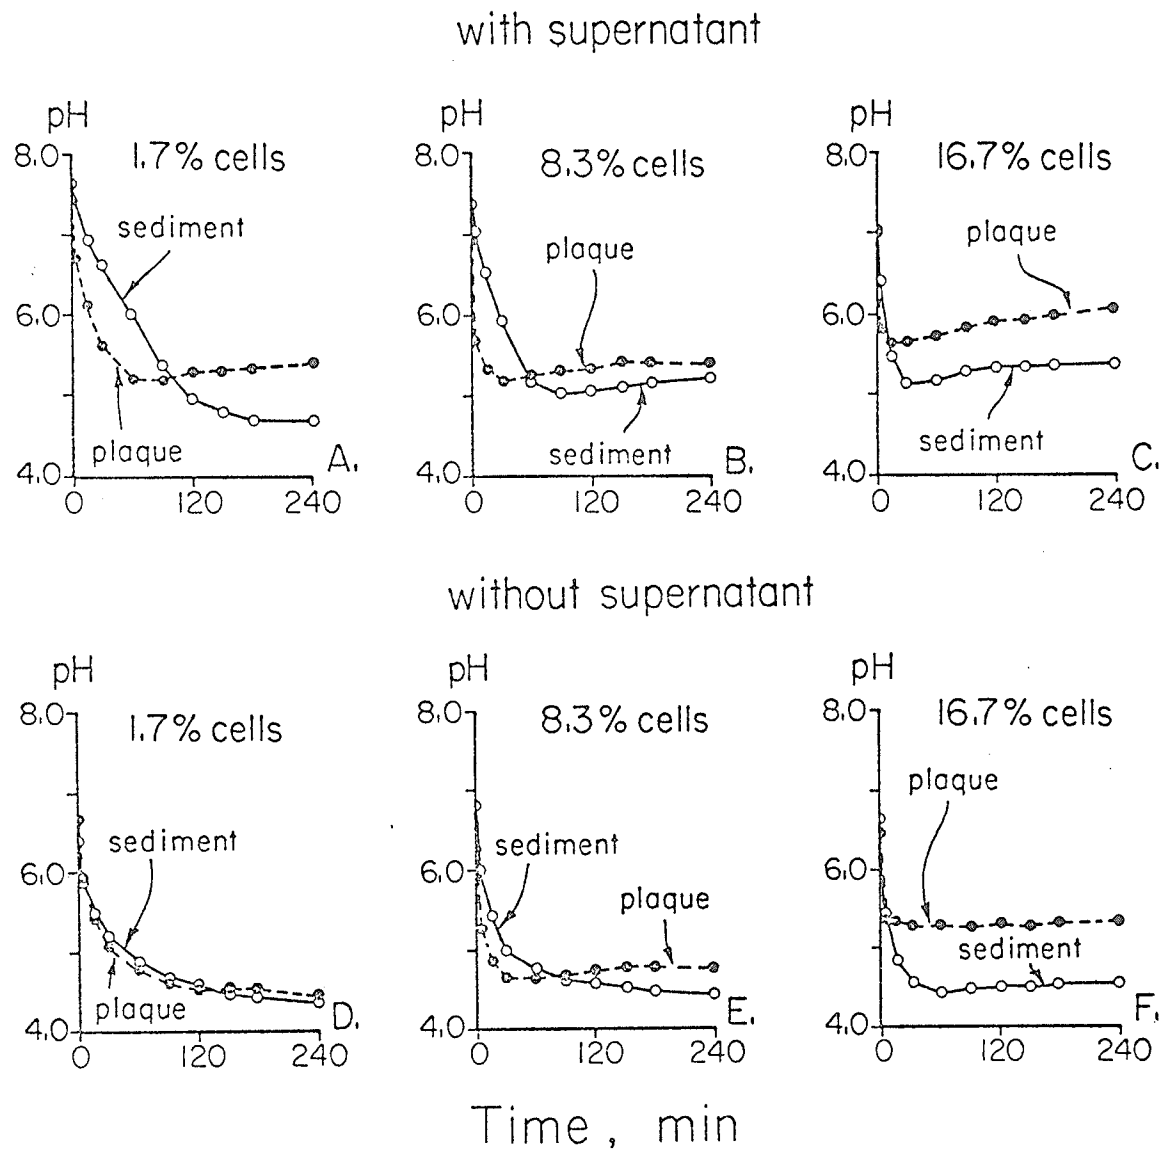 with supernatant
pH
pH
pH
8.0
1.7% cells
8.0
8.3% cells
8.0
16.7% cells
sediment
plaque
plaque
6.0
6.0
6.0
plaque
sediment
sediment
4.0
A.
4.0
B.
4.0
C.
0 120 240
0 120 240
0 120 240
without supernatant
pH
pH
pH
8.0
1.7% cells
8.0
8.3% cells
8.0
16.7% cells
plaque
sediment
sediment
6.0
6.0
6.0
plaque
sediment
plaque
4.0
D.
4.0
E.
4.0
F.
0 120 240
0 120 240
0 120 240
Time, min